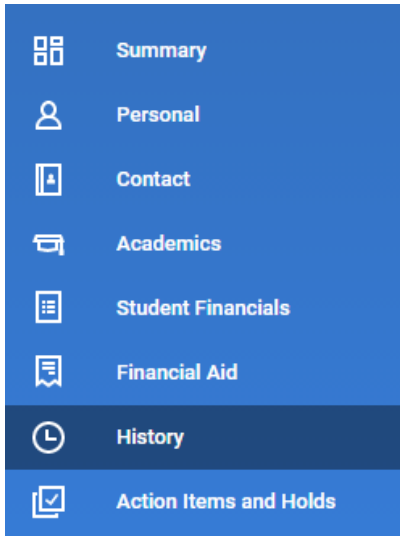 Summary
Personal
Contact
Academics
Student Financials
Financial Aid
History
Action Items and Holds